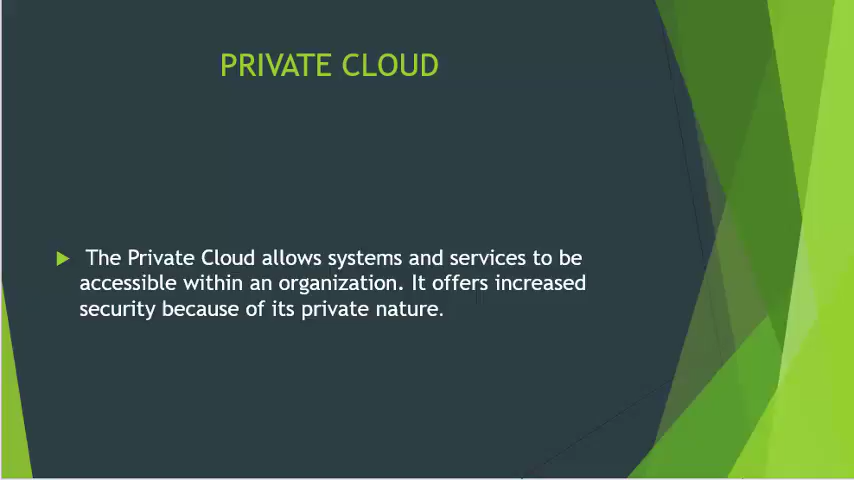 PRIVATE CLOUD
The Private Cloud allows systems and services to be
accessible within an organization. It offers increased
security because of its private nature.